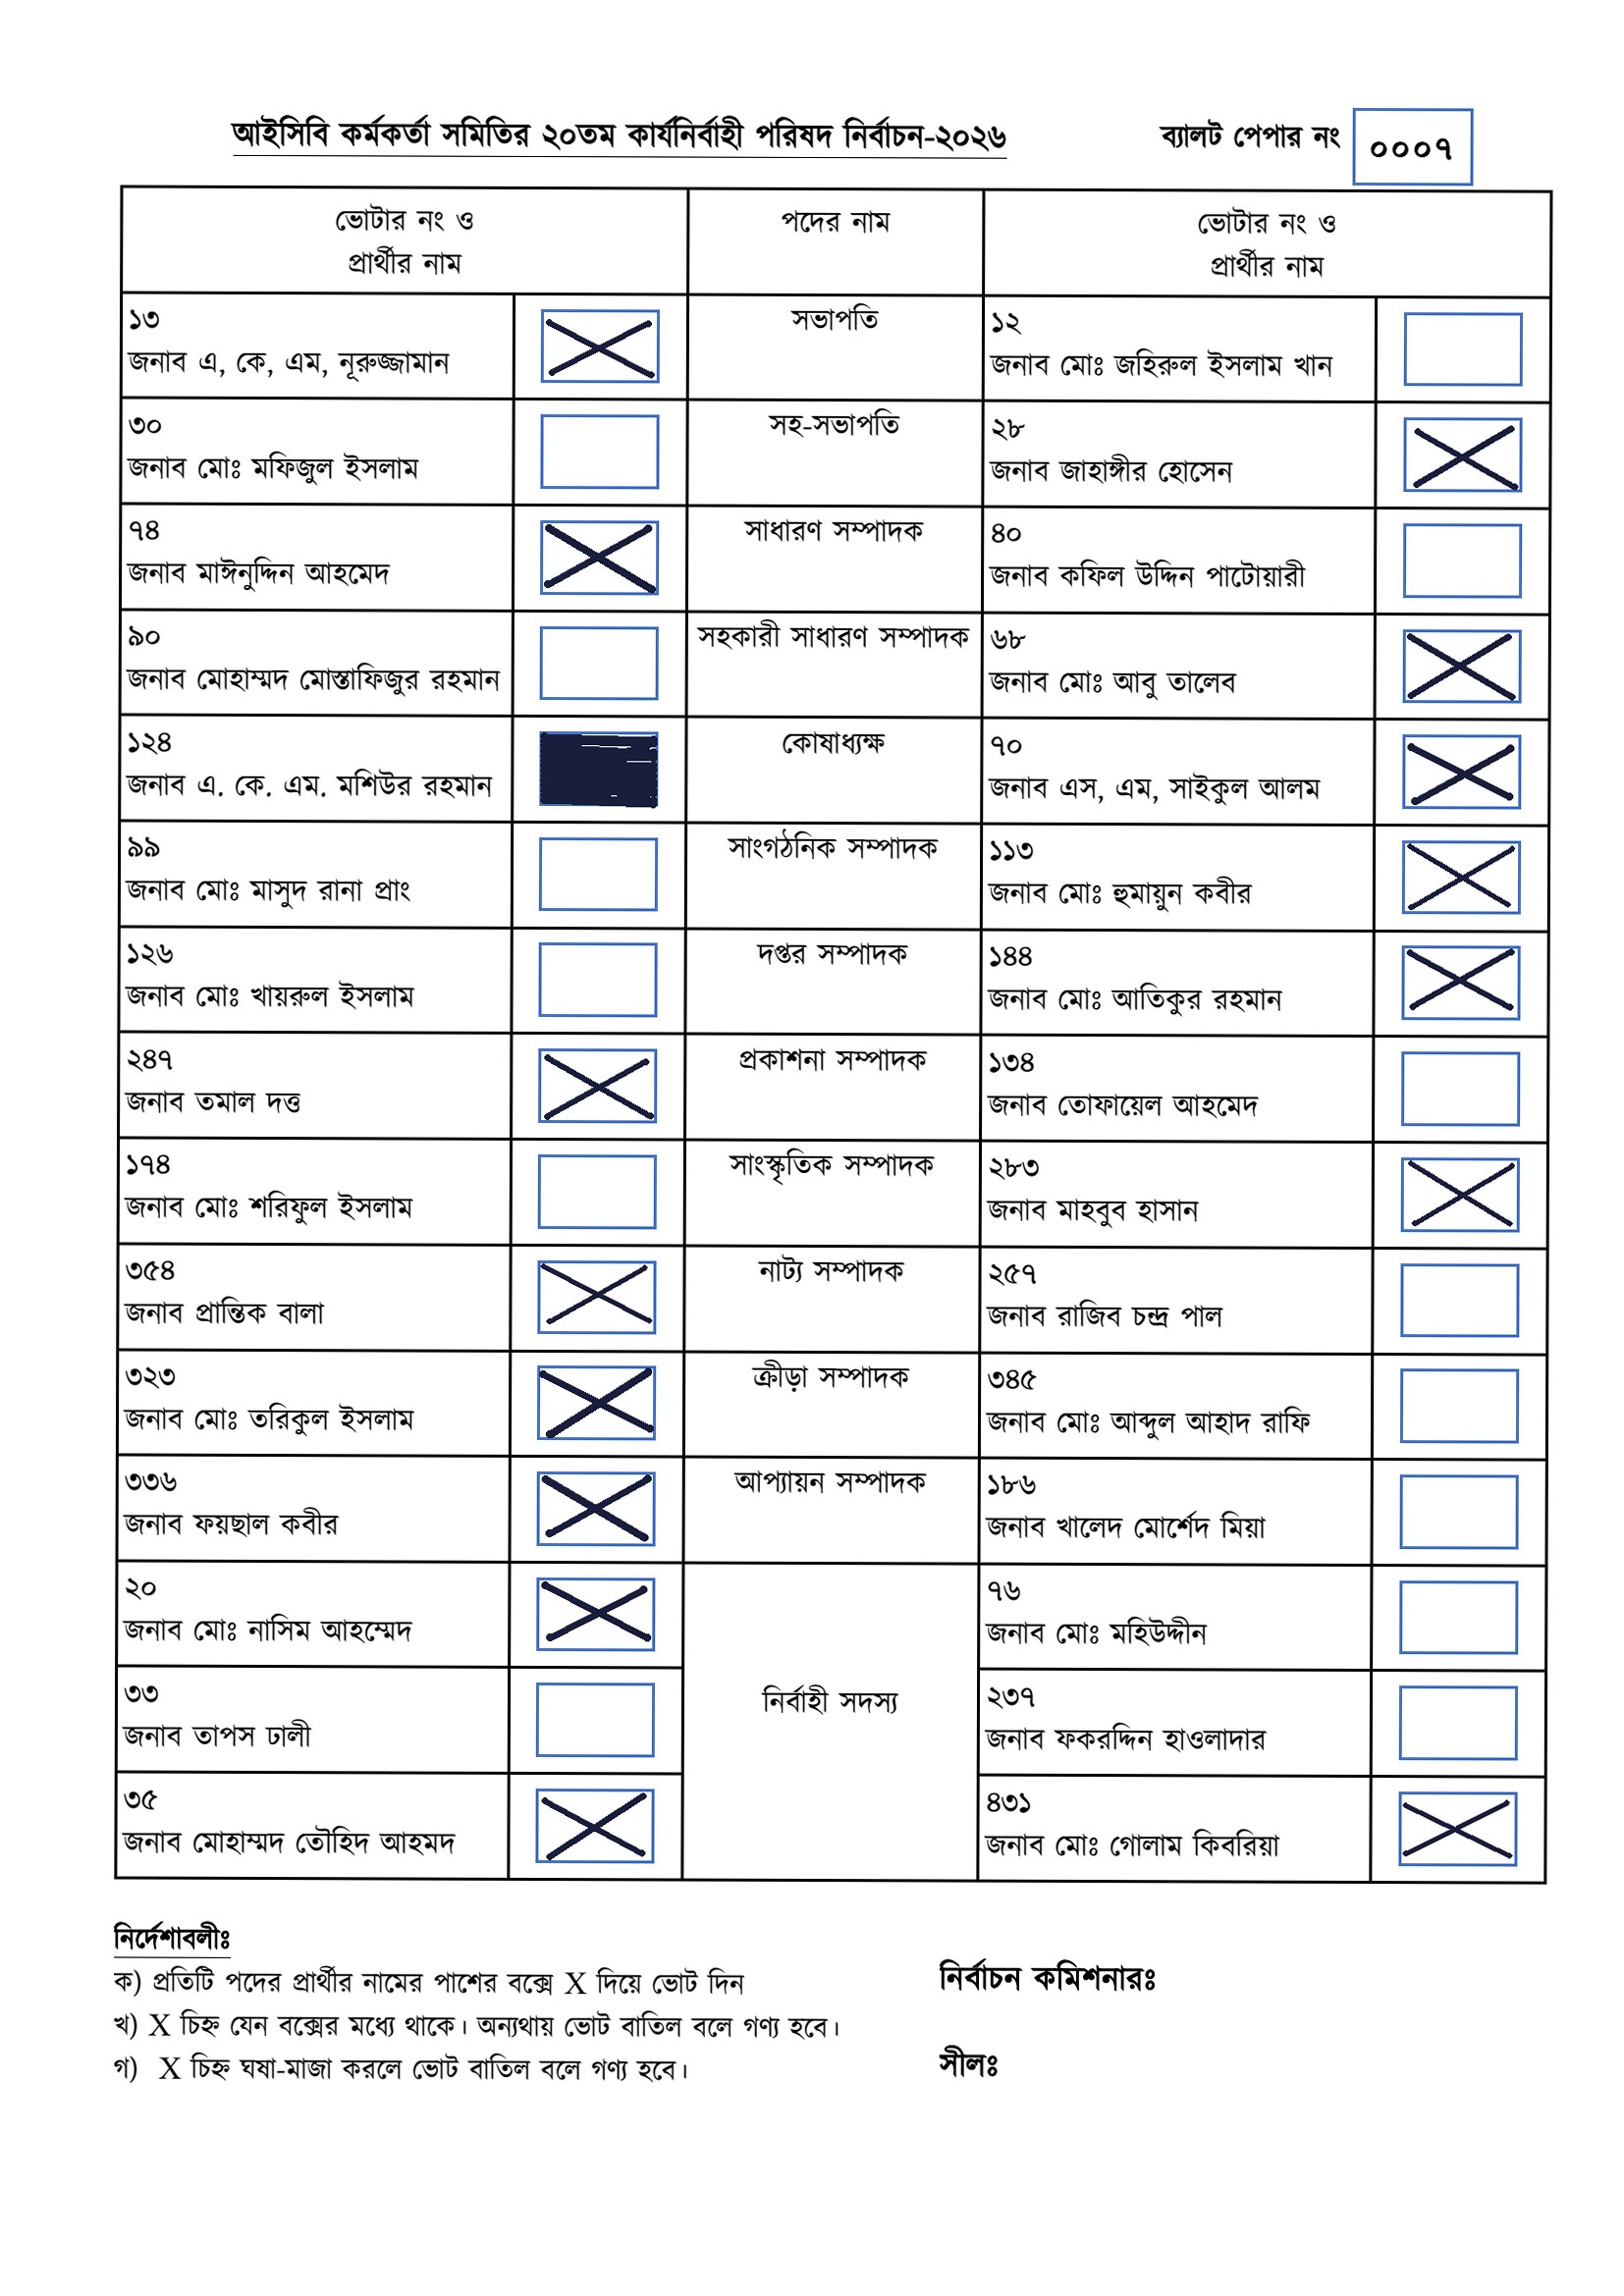 আইসিবি কর্মকর্তা সমিতির ২০তম কার্যনির্বাহী পরিষদ নির্বাচন-২০২৬ ব্যালট পেপার নং ০০০৭
ভোটার নং ও পদের নাম ভোটার নং ও
প্রার্থীর নাম প্রার্থীর নাম
১৩ সভাপতি ১২
জনাব এ, কে, এম, নূরুজ্জামান জনাব মোঃ জহিরুল ইসলাম খান
৩০ সহ-সভাপতি ২৮
জনাব মোঃ মফিজুল ইসলাম জনাব জাহাঙ্গীর হোসেন
৭৪ সাধারণ সম্পাদক ৪০
জনাব মাঈনুদ্দিন আহমেদ জনাব কফিল উদ্দিন পাটোয়ারী
৯০ সহকারী সাধারণ সম্পাদক ৬৮
জনাব মোহাম্মদ মোস্তাফিজুর রহমান জনাব মোঃ আবু তালেব
১২৪ কোষাধ্যক্ষ ৭০
জনাব এ. কে. এম. মশিউর রহমান জনাব এস, এম, সাইকুল আলম
৯৯ সাংগঠনিক সম্পাদক ১১৩
জনাব মোঃ মাসুদ রানা প্রাং জনাব মোঃ হুমায়ুন কবীর
১২৬ দপ্তর সম্পাদক ১৪৪
জনাব মোঃ খায়রুল ইসলাম জনাব মোঃ আতিকুর রহমান
২৪৭ প্রকাশনা সম্পাদক ১৩৪
জনাব তমাল দত্ত জনাব তোফায়েল আহমেদ
১৭৪ সাংস্কৃতিক সম্পাদক ২৮৩
জনাব মোঃ শরিফুল ইসলাম জনাব মাহবুব হাসান
৩৫৪ নাট্য সম্পাদক ২৫৭
জনাব প্রান্তিক বালা জনাব রাজিব চন্দ্র পাল
৩২৩ ক্রীড়া সম্পাদক ৩৪৫
জনাব মোঃ তরিকুল ইসলাম জনাব মোঃ আব্দুল আহাদ রাফি
৩৩৬ আপ্যায়ন সম্পাদক ১৮৬
জনাব ফয়ছাল কবীর জনাব খালেদ মোর্শেদ মিয়া
২০ ৭৬
জনাব মোঃ নাসিম আহম্মেদ জনাব মোঃ মহিউদ্দীন
৩৩ নির্বাহী সদস্য ২৩৭
জনাব তাপস ঢালী জনাব ফকরদ্দিন হাওলাদার
৩৫ ৪৩১
জনাব মোহাম্মদ তৌহিদ আহমদ জনাব মোঃ গোলাম কিবরিয়া
নির্দেশাবলীঃ
ক) প্রতিটি পদের প্রার্থীর নামের পাশের বক্সে X দিয়ে ভোট দিন নির্বাচন কমিশনারঃ
খ) X চিহ্ন যেন বক্সের মধ্যে থাকে। অন্যথায় ভোট বাতিল বলে গণ্য হবে।
গ) X চিহ্ন ঘষা-মাজা করলে ভোট বাতিল বলে গণ্য হবে। সীলঃ